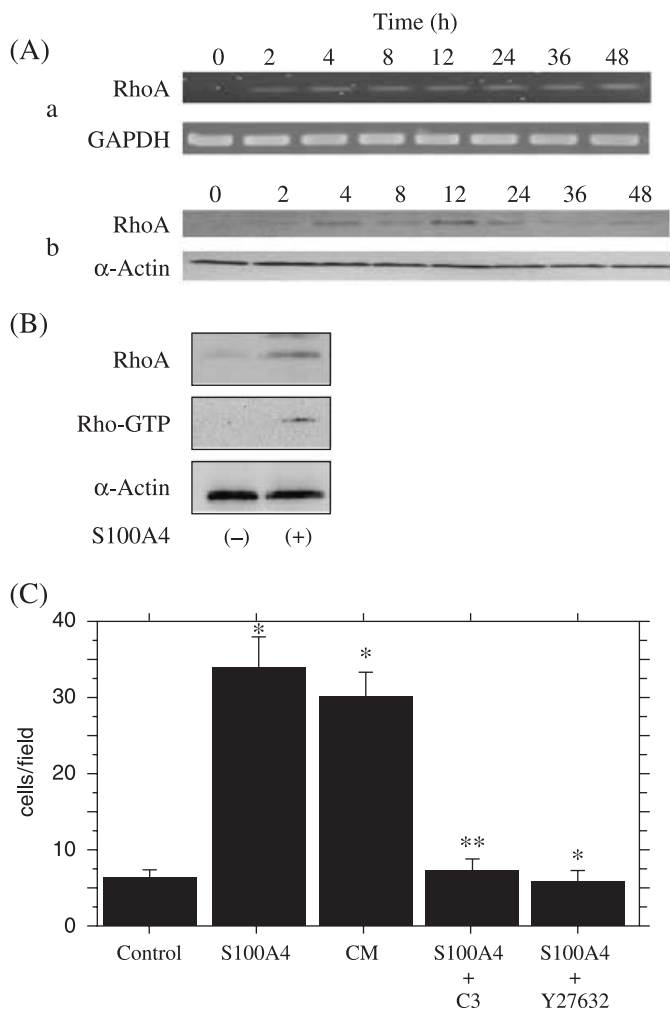 Time (h)
(A)
0 2 4 8 12 24 36 48
RhoA
a
GAPDH
0 2 4 8 12 24 36 48
RhoA
b
α-Actin
(B)
RhoA
Rho-GTP
α-Actin
S100A4 (–) (+)
(C)
40
30
20
10
0
cells/field
*
*
**
*
Control S100A4 CM S100A4 S100A4
+ +
C3 Y27632